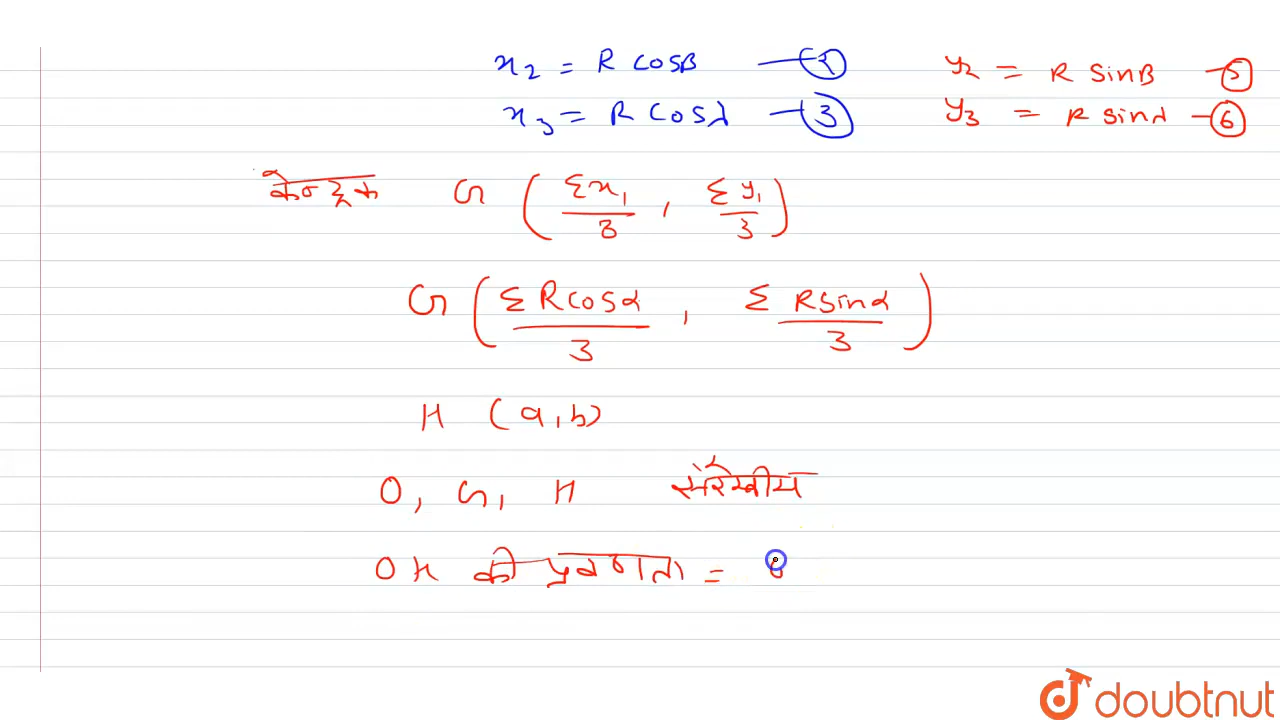 x₂ = R cosβ —② y₂ = R sinβ —⑤
x₃ = R cosλ —③ y₃ = R sinλ —⑥
केन्द्रक G (Σx₁/3, Σy₁/3)
G (ΣRcosα/3, ΣRsinα/3)
H (a, b)
O, G, H संरेखीय
OH की प्रवणता =
doubtnut